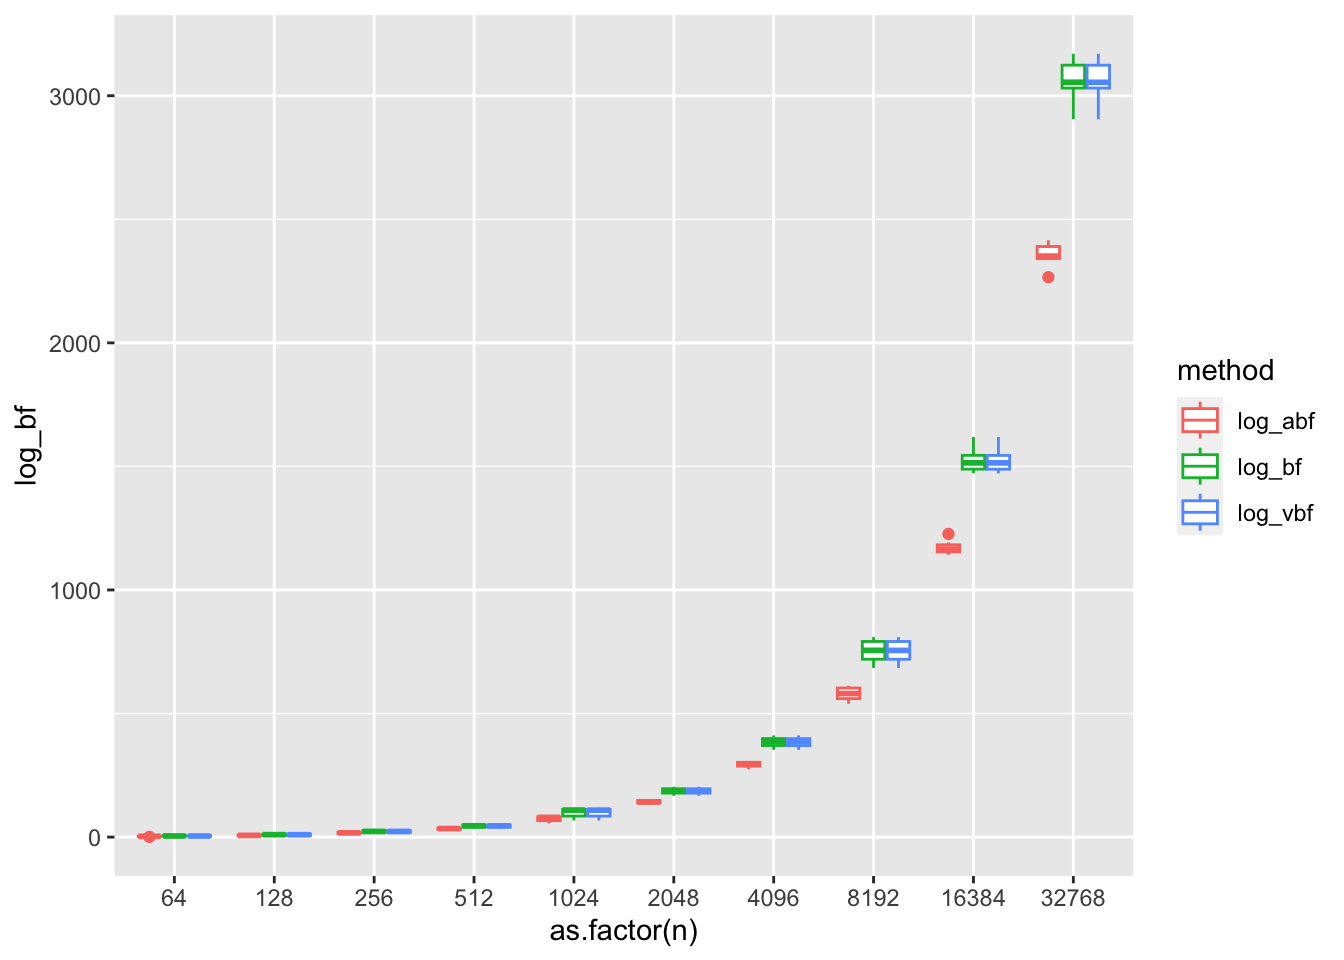 3000
2000
1000
0
log_bf
64 128 256 512 1024 2048 4096 8192 16384 32768
as.factor(n)
method
log_abf
log_bf
log_vbf